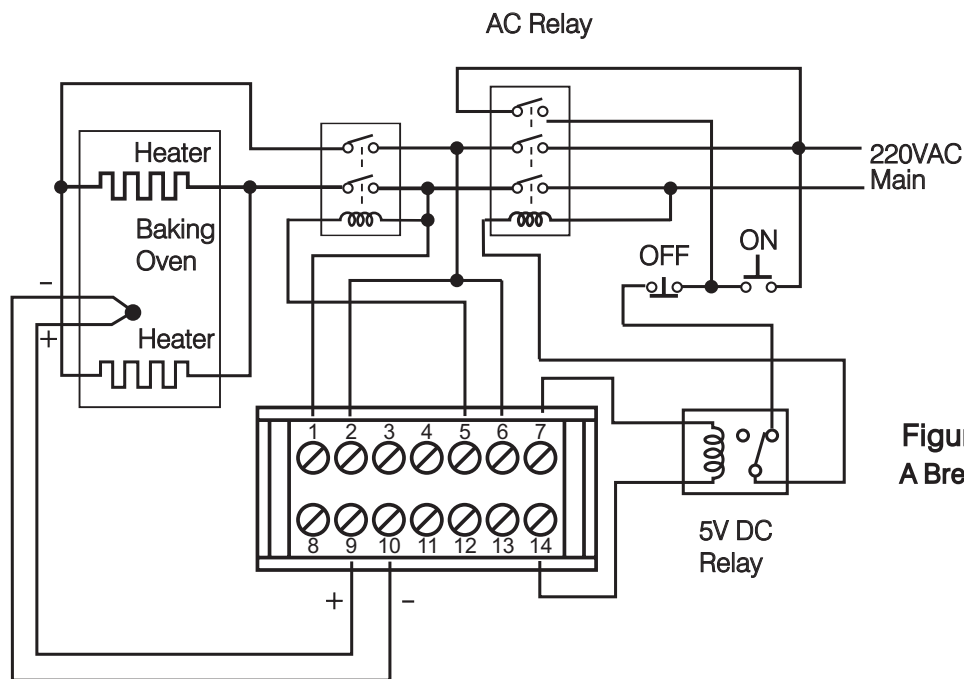 AC Relay
Heater
Baking
Oven
Heater
-
+
220VAC
Main
OFF
ON
1 2 3 4 5 6 7
8 9 10 11 12 13 14
+ -
5V DC
Relay
A Bre